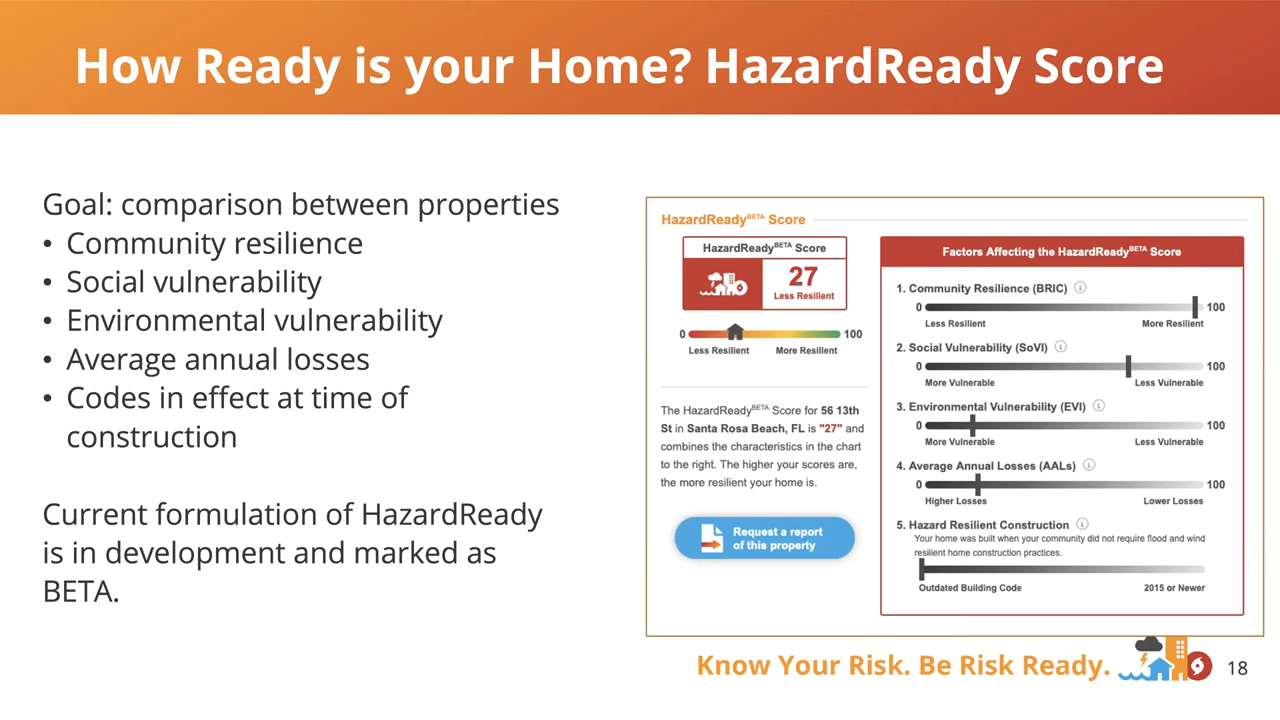 How Ready is your Home? HazardReady Score
Goal: comparison between properties
• Community resilience
• Social vulnerability
• Environmental vulnerability
• Average annual losses
• Codes in effect at time of
construction
Current formulation of HazardReady
is in development and marked as
BETA.
HazardReadyBETA Score
HazardReadyBETA Score
27
Less Resilient
0 100
Less Resilient More Resilient
The HazardReadyBETA Score for 56 13th
St in Santa Rosa Beach, FL is "27" and
combines the characteristics in the chart
to the right. The higher your scores are,
the more resilient your home is.
Request a report
of this property
Factors Affecting the HazardReadyBETA Score
1. Community Resilience (BRIC) i
0 100
Less Resilient More Resilient
2. Social Vulnerability (SoVI) i
0 100
More Vulnerable Less Vulnerable
3. Environmental Vulnerability (EVI) i
0 100
More Vulnerable Less Vulnerable
4. Average Annual Losses (AALs) i
0 100
Higher Losses Lower Losses
5. Hazard Resilient Construction i
Your home was built when your community did not require flood and wind
resilient home construction practices.
Outdated Building Code 2015 or Newer
Know Your Risk. Be Risk Ready.
18